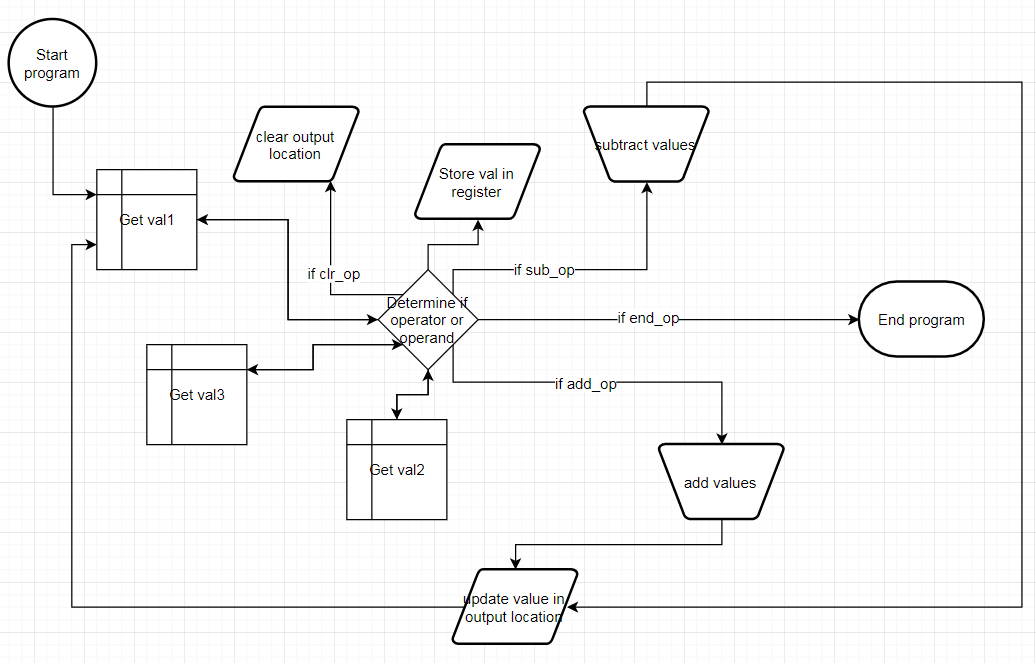 Start
program
clear output
location
Store val in
register
subtract values
Get val1
if clr_op
if sub_op
Determine if
operator or
operand
if end_op
End program
Get val3
if add_op
Get val2
add values
update value in
output location